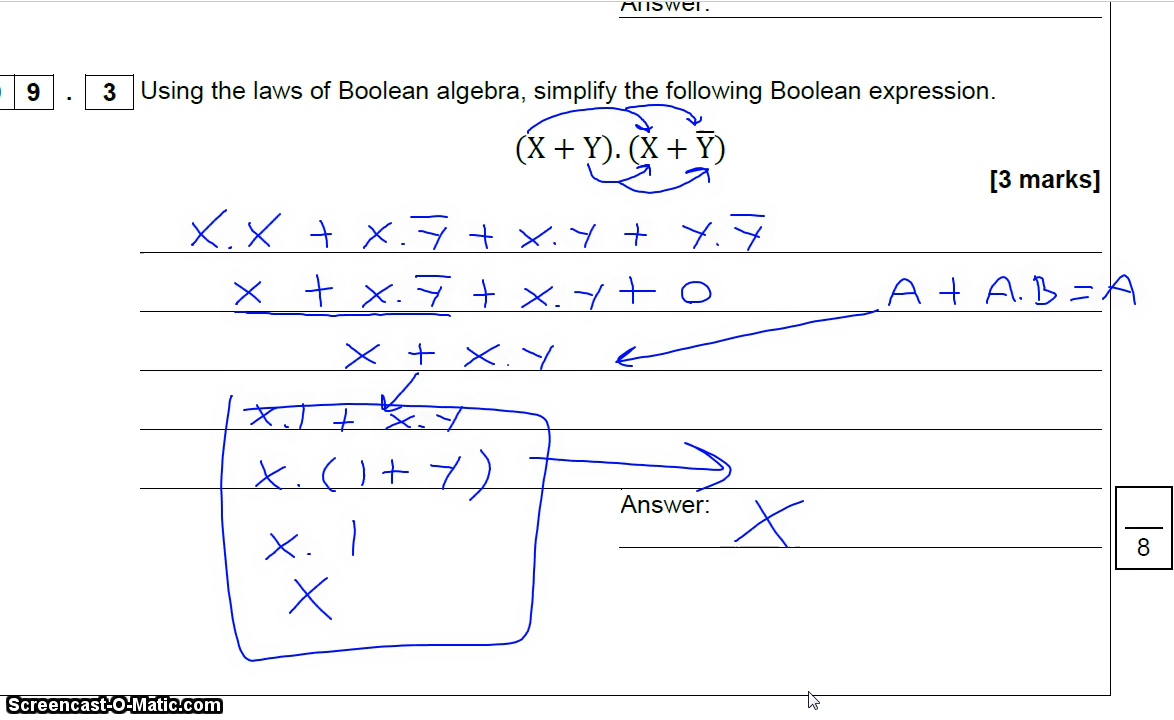 Answer:
9 . 3 Using the laws of Boolean algebra, simplify the following Boolean expression.
(X + Y). (X + Y̅)
[3 marks]
X.X + X.Y̅ + X.Y + Y.Y̅
X + X.Y̅ + X.Y + 0
A + A.B = A
X + X.Y
X.1 + X.Y
X.(1 + Y)
X.1
X
Answer: X
8
Screencast-O-Matic.com